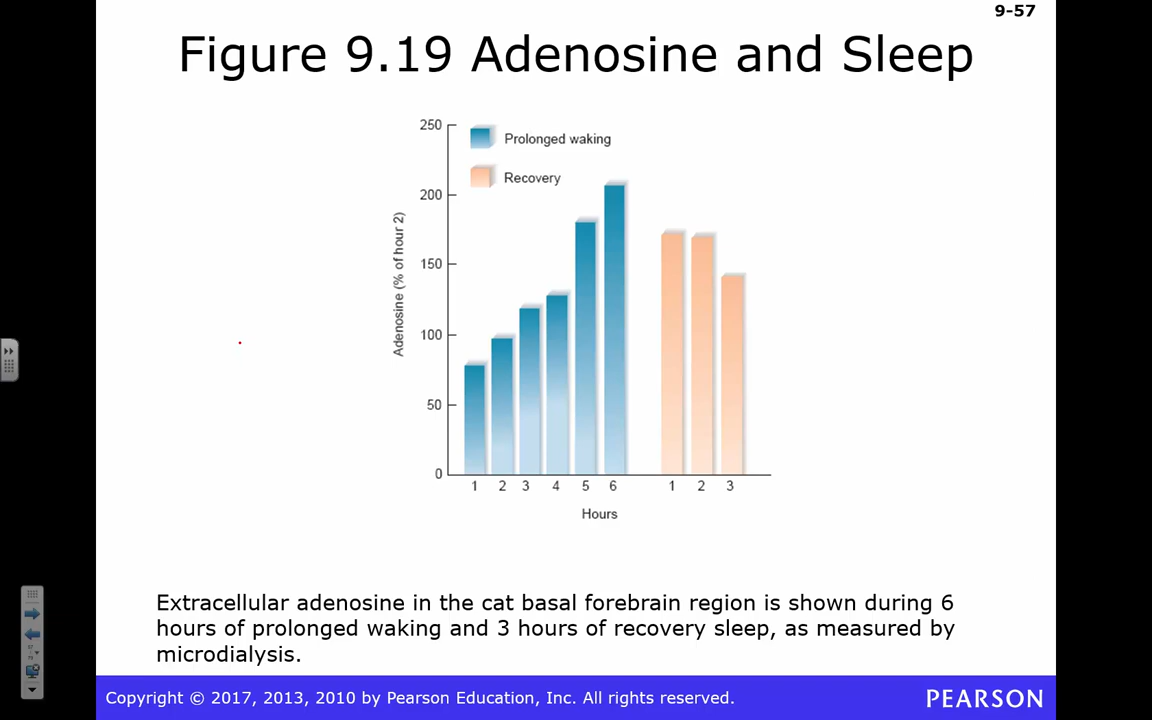 9-57
Figure 9.19 Adenosine and Sleep
250
Prolonged waking
Recovery
200
150
100
50
0
Adenosine (% of hour 2)
1 2 3 4 5 6 1 2 3
Hours
Extracellular adenosine in the cat basal forebrain region is shown during 6
hours of prolonged waking and 3 hours of recovery sleep, as measured by
microdialysis.
Copyright © 2017, 2013, 2010 by Pearson Education, Inc. All rights reserved.
PEARSON